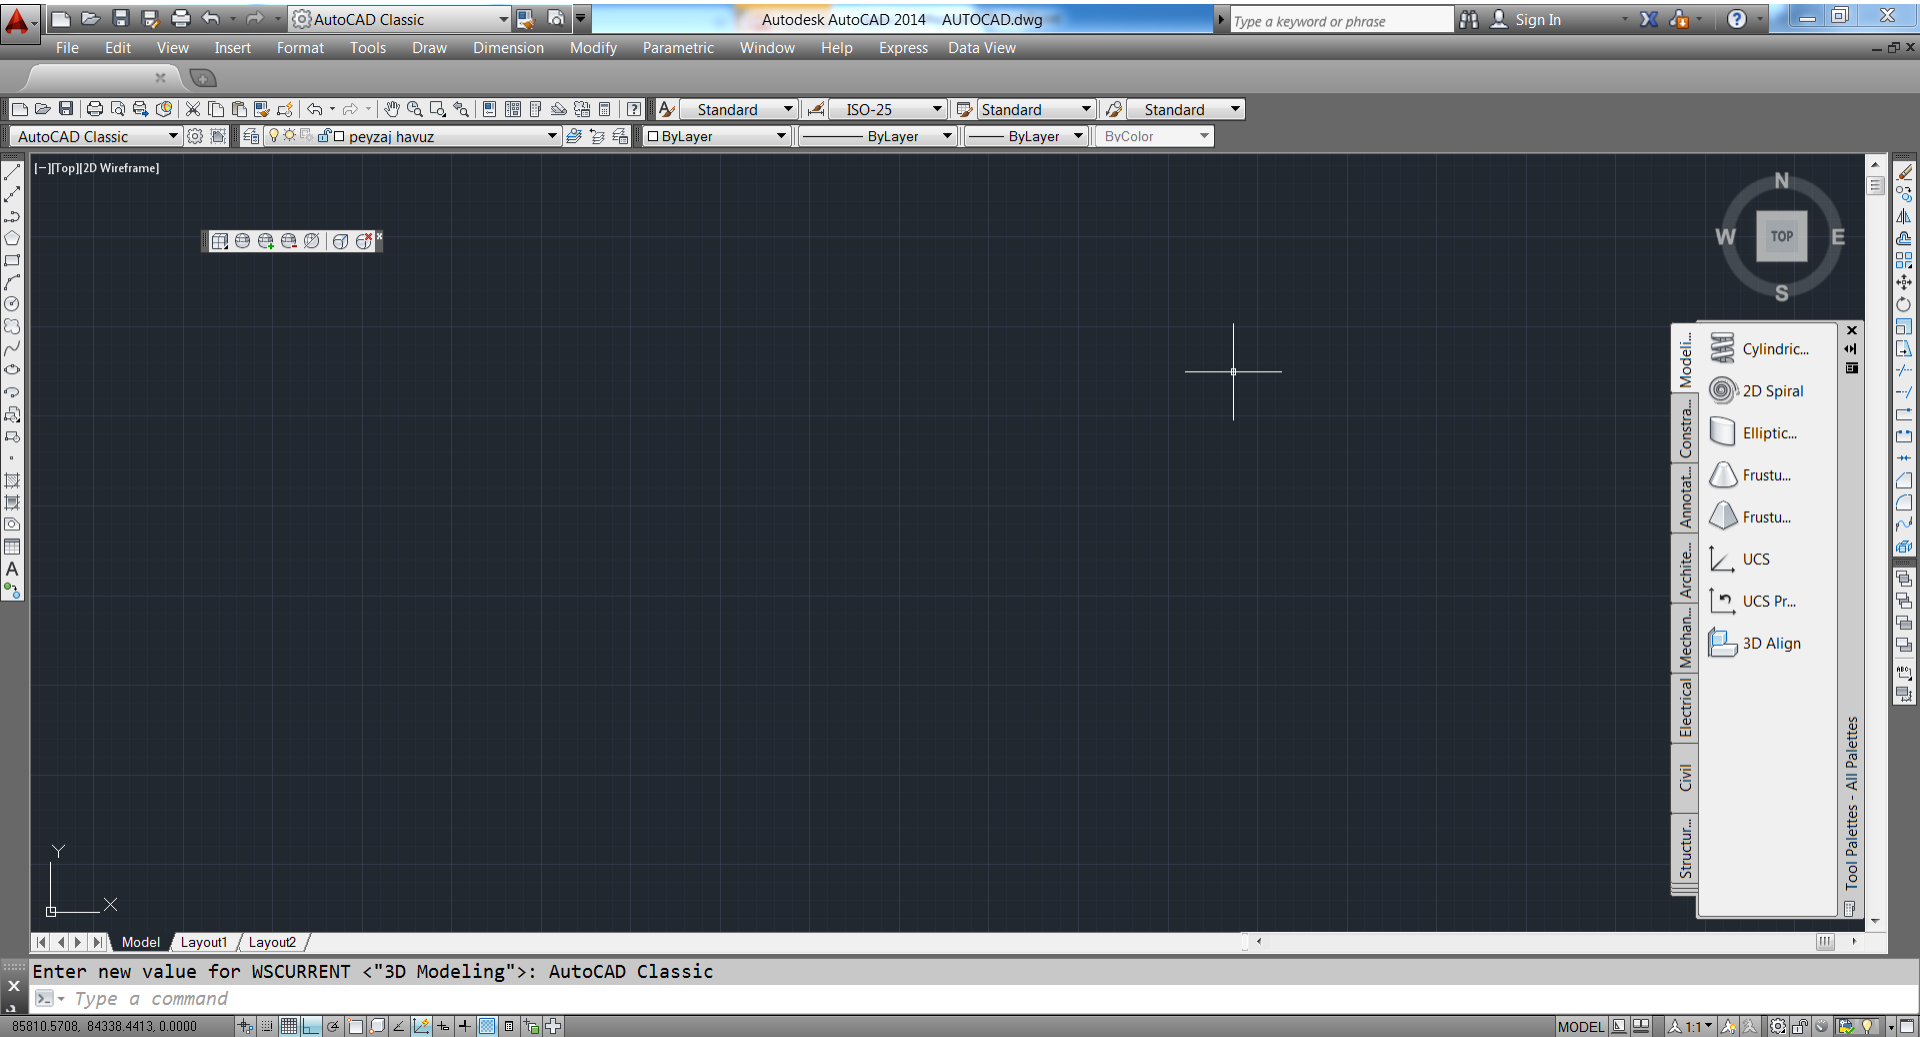 AutoCAD Classic
Autodesk AutoCAD 2014 AUTOCAD.dwg
Type a keyword or phrase
Sign In
File Edit View Insert Format Tools Draw Dimension Modify Parametric Window Help Express Data View
Standard ISO-25 Standard Standard
AutoCAD Classic peyzaj havuz ByLayer ByLayer ByLayer ByColor
[−][Top][2D Wireframe]
N
W TOP E
S
Modeli...
Constra...
Annotat...
Archite...
Mechan...
Electrical
Civil
Structur...
Cylindric...
2D Spiral
Elliptic...
Frustu...
Frustu...
UCS
UCS Pr...
3D Align
Tool Palettes - All Palettes
A
ABC
Y
X
Model Layout1 Layout2
Enter new value for WSCURRENT <"3D Modeling">: AutoCAD Classic
Type a command
85810.5708, 84338.4413, 0.0000
MODEL 1:1